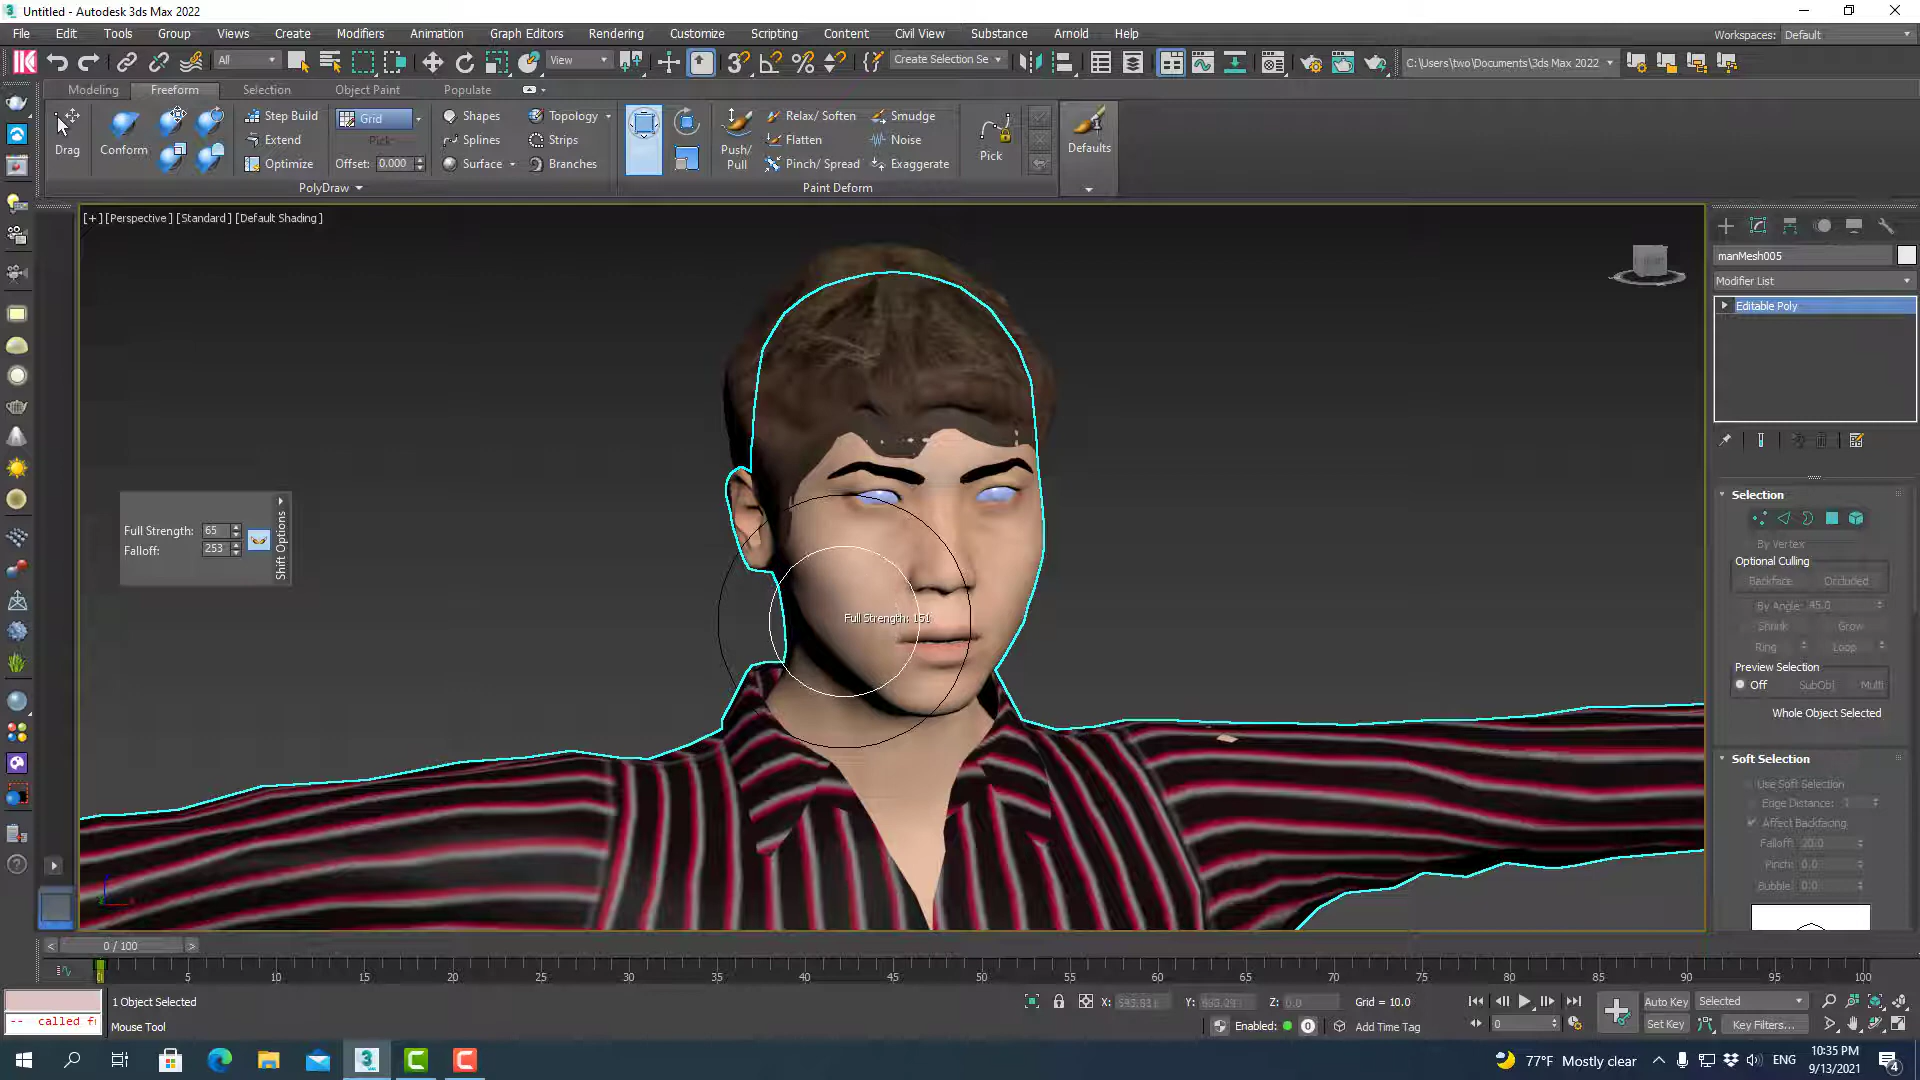 Untitled - Autodesk 3ds Max 2022
File Edit Tools Group Views Create Modifiers Animation Graph Editors Rendering Customize Scripting Content Civil View Substance Arnold Help
Workspaces: Default
All
View
Create Selection Se
C:\Users\two\Documents\3ds Max 2022
Modeling Freeform Selection Object Paint Populate
Drag
Conform
Step Build
Extend
Optimize
Grid
Pick
Offset: 0.000
Shapes
Splines
Surface
Topology
Strips
Branches
PolyDraw
Push/
Pull
Relax/ Soften
Flatten
Pinch/ Spread
Smudge
Noise
Exaggerate
Pick
Paint Deform
Defaults
[+] [Perspective ] [Standard ] [Default Shading ]
Full Strength: 65
Falloff: 253
Shift Options
Full Strength: 151
manMesh005
Modifier List
Editable Poly
Selection
By Vertex
Optional Culling
Backface Occluded
By Angle: 45.0
Shrink Grow
Ring Loop
Preview Selection
Off SubObj Multi
Whole Object Selected
Soft Selection
Use Soft Selection
Edge Distance: 1
Affect Backfacing
Falloff: 20.0
Pinch: 0.0
Bubble: 0.0
< 0 / 100 >
0 5 10 15 20 25 30 35 40 45 50 55 60 65 70 75 80 85 90 95 100
1 Object Selected
Mouse Tool
X:
Y:
Z: 0.0
Grid = 10.0
Enabled:
0
Add Time Tag
0
Auto Key
Selected
Set Key
Key Filters...
77°F Mostly clear
ENG
10:35 PM
9/13/2021
4